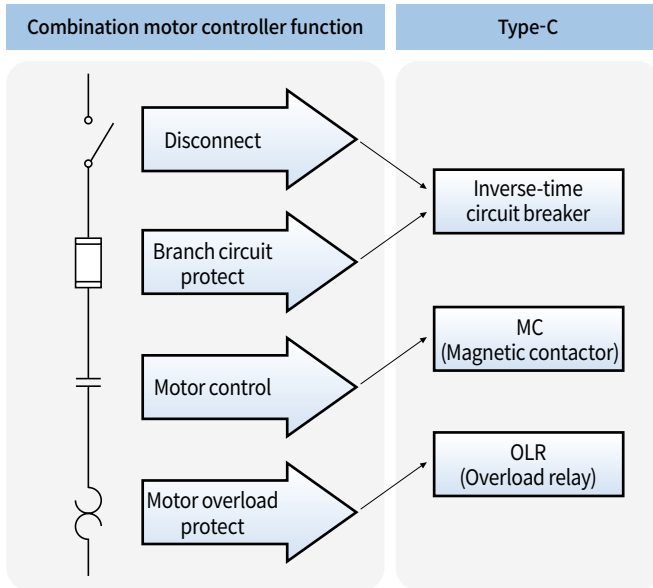 Combination motor controller function
Type-C
Disconnect
Inverse-time
circuit breaker
Branch circuit
protect
MC
(Magnetic contactor)
Motor control
OLR
(Overload relay)
Motor overload
protect